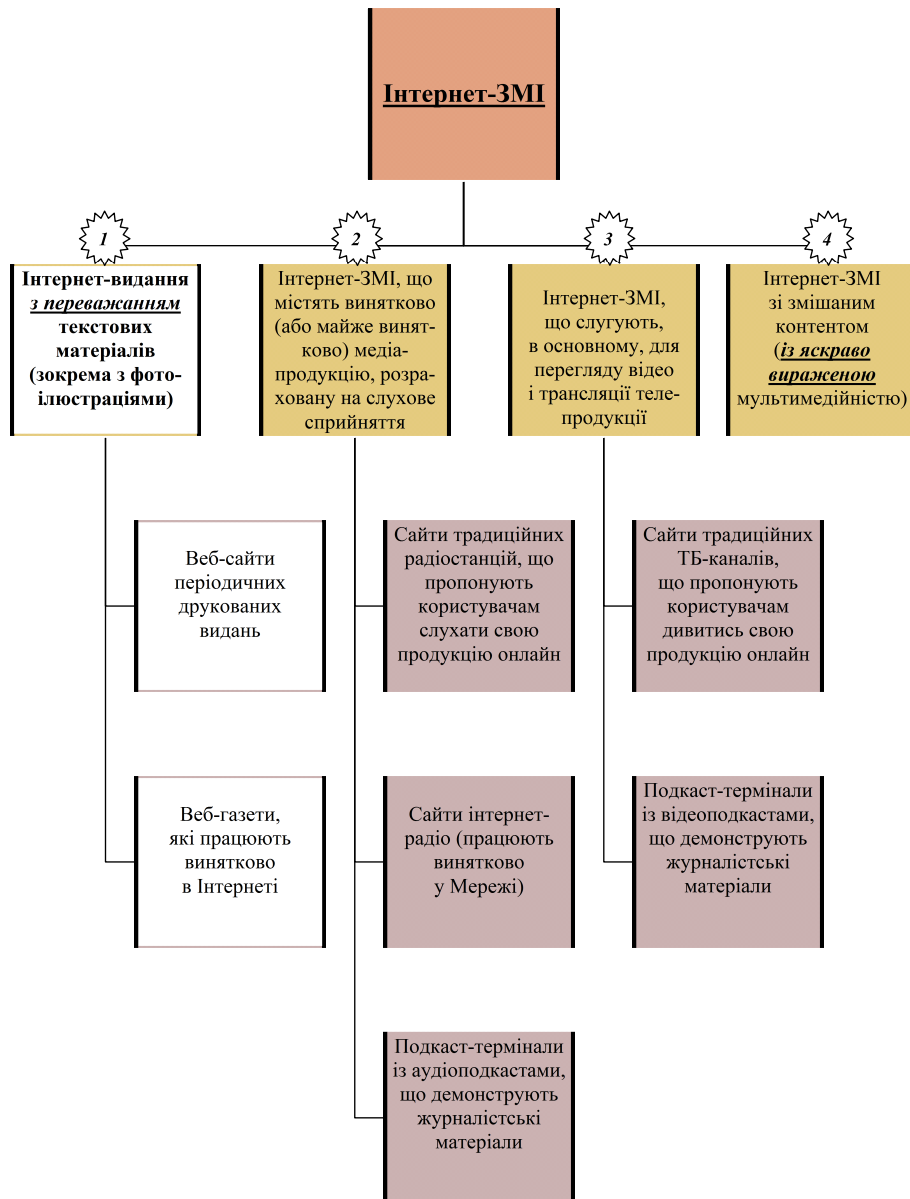 Інтернет-ЗМІ
1
2
3
4
Інтернет-видання
з переважанням
текстових
матеріалів
(зокрема з фото-
ілюстраціями)
Інтернет-ЗМІ, що
містять винятково
(або майже винят-
ково) медіа-
продукцію, розра-
ховану на слухове
сприйняття
Інтернет-ЗМІ,
що слугують,
в основному, для
перегляду відео
і трансляції теле-
продукції
Інтернет-ЗМІ
зі змішаним
контентом
(із яскраво
вираженою
мультимедійністю)
Веб-сайти
періодичних
друкованих
видань
Сайти традиційних
радіостанцій, що
пропонують
користувачам
слухати свою
продукцію онлайн
Сайти традиційних
ТБ-каналів,
що пропонують
користувачам
дивитись свою
продукцію онлайн
Веб-газети,
які працюють
винятково
в Інтернеті
Сайти інтернет-
радіо (працюють
винятково
у Мережі)
Подкаст-термінали
із відеоподкастами,
що демонструють
журналістські
матеріали
Подкаст-термінали
із аудіоподкастами,
що демонструють
журналістські
матеріали